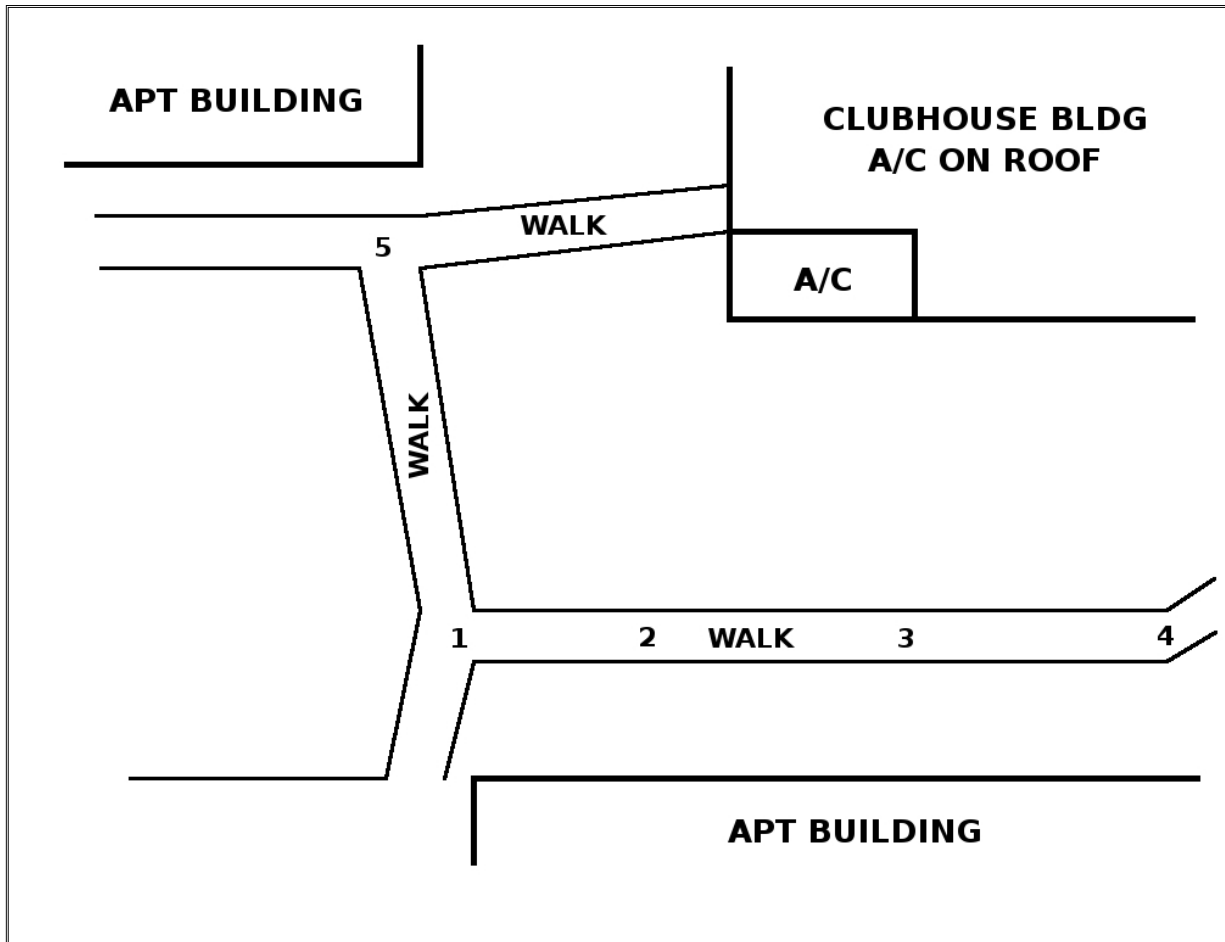 APT BUILDING
CLUBHOUSE BLDG
A/C ON ROOF
WALK
5
A/C
WALK
1
2
WALK
3
4
APT BUILDING